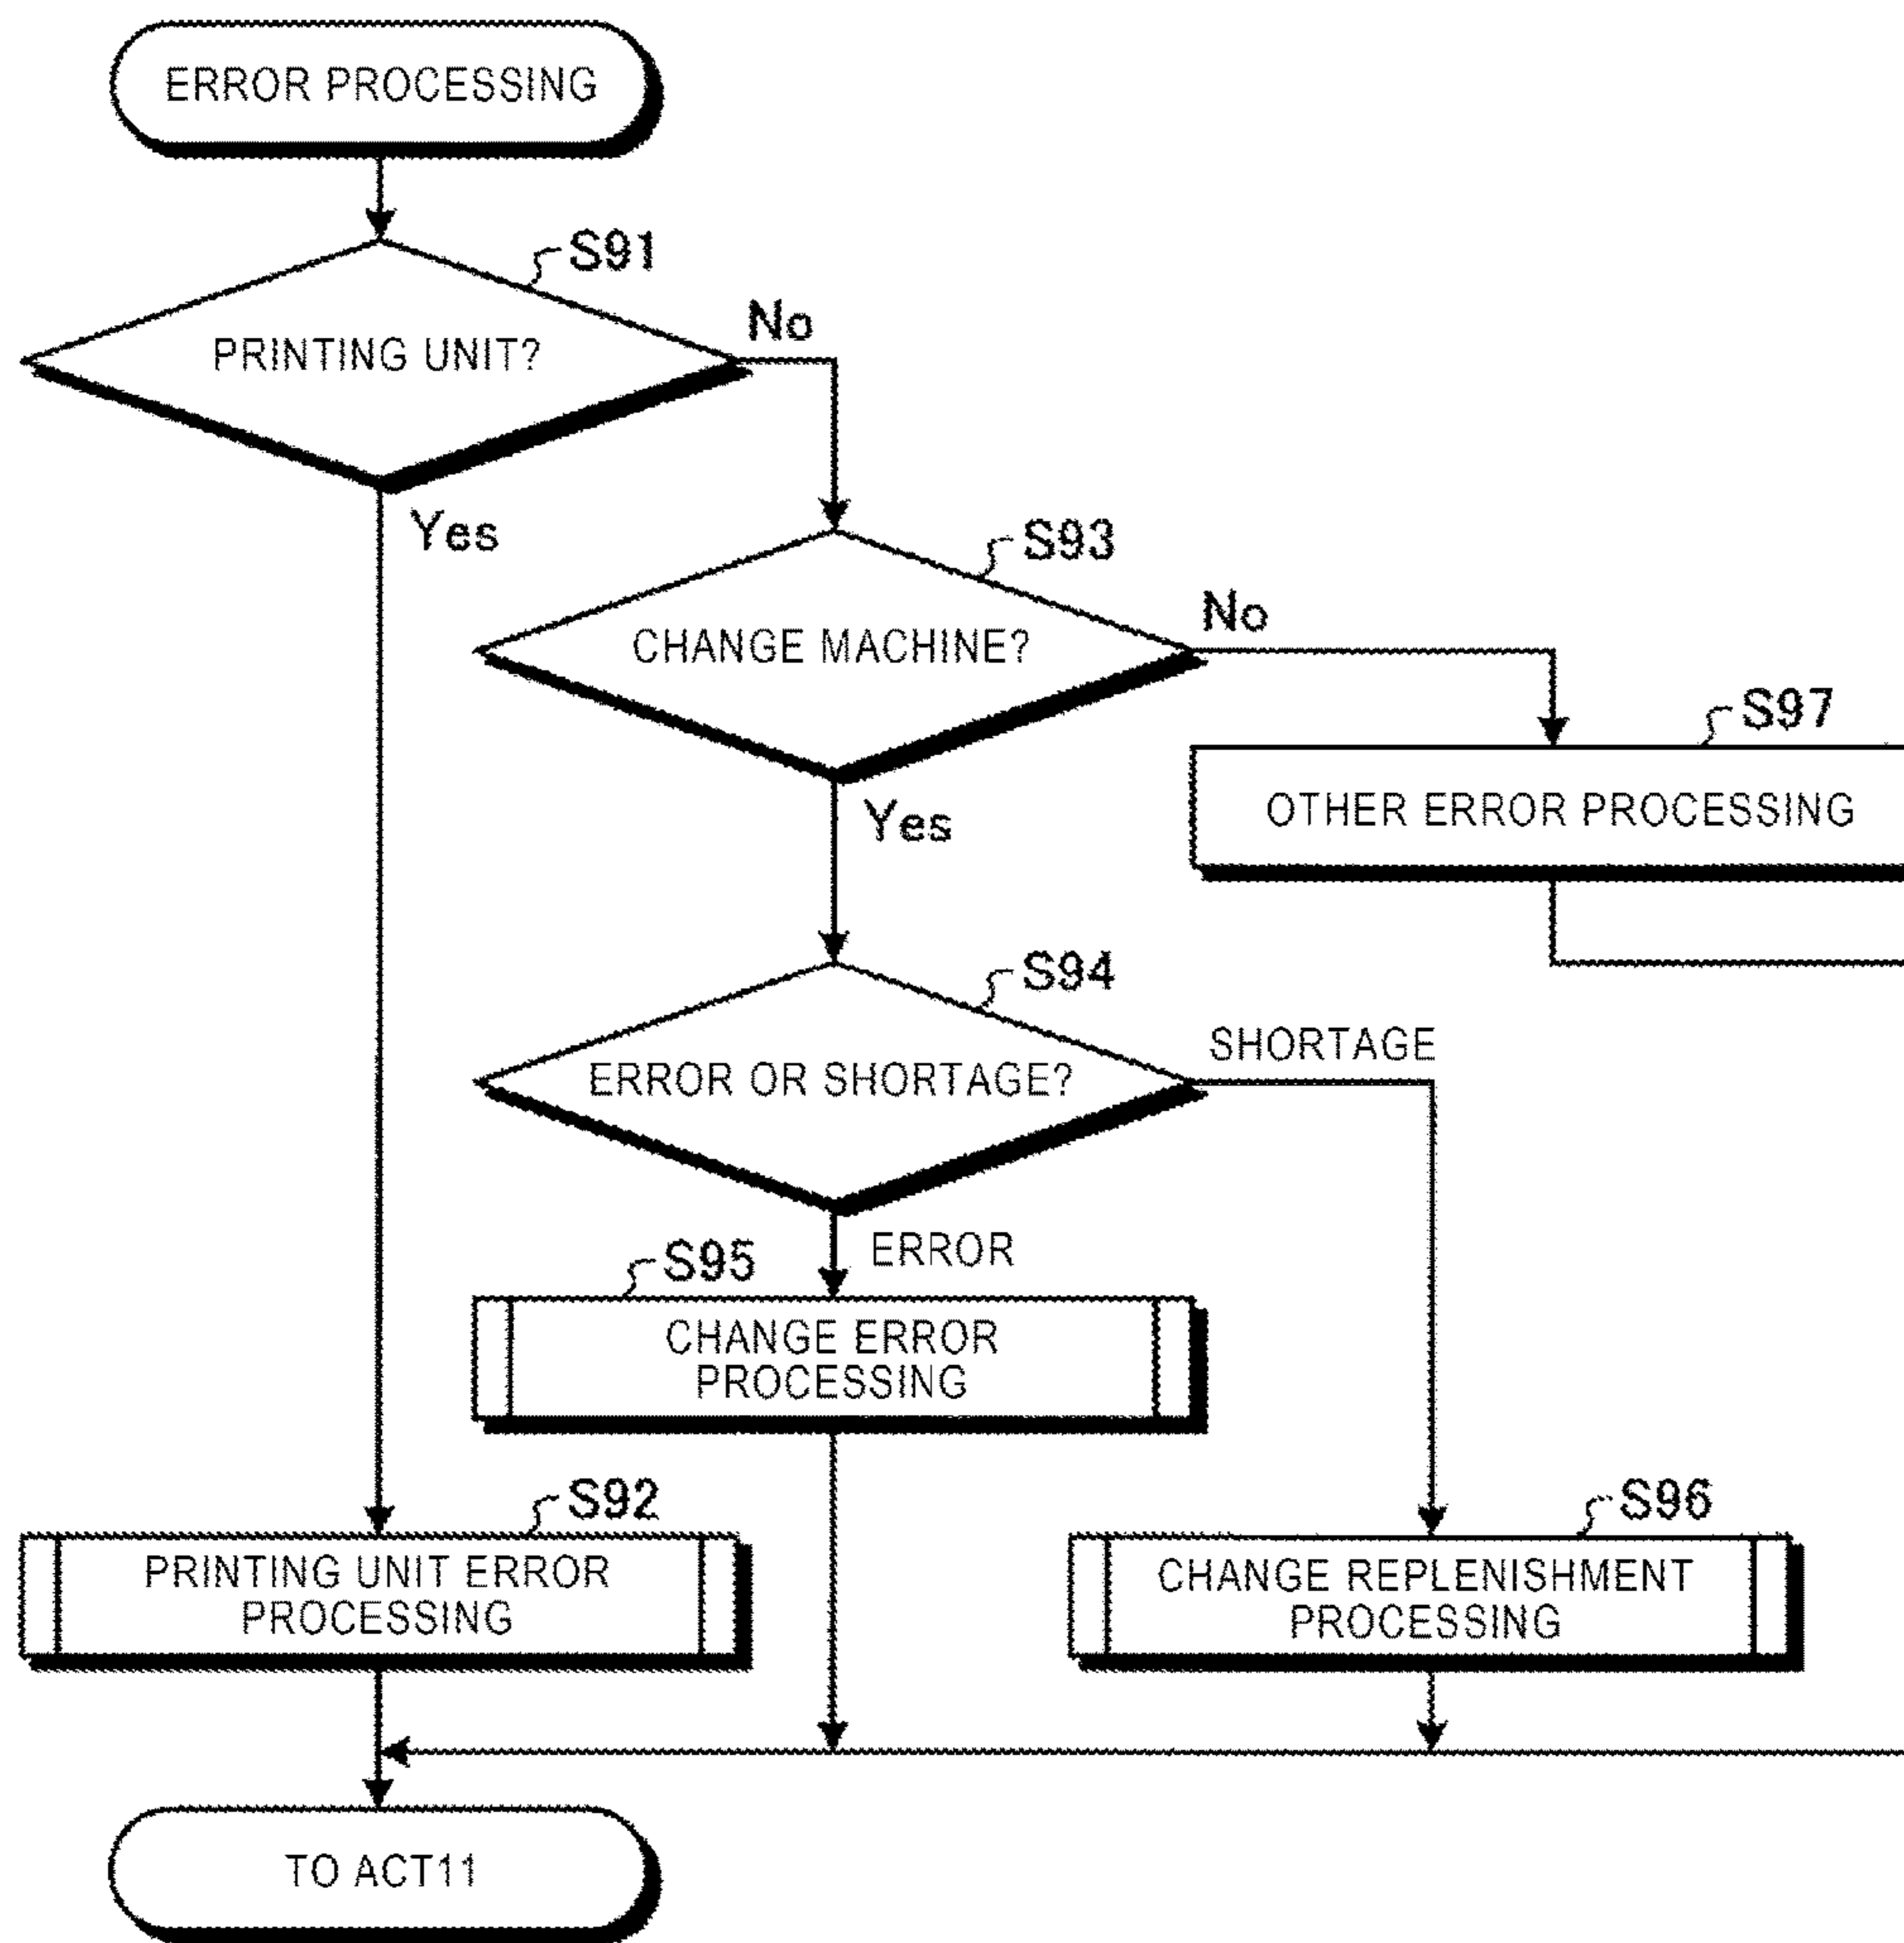 ERROR PROCESSING
S91
PRINTING UNIT?
No
Yes
S93
CHANGE MACHINE?
No
Yes
S97
OTHER ERROR PROCESSING
S94
ERROR OR SHORTAGE?
SHORTAGE
ERROR
S95
CHANGE ERROR
PROCESSING
S92
PRINTING UNIT ERROR
PROCESSING
S96
CHANGE REPLENISHMENT
PROCESSING
TO ACT11